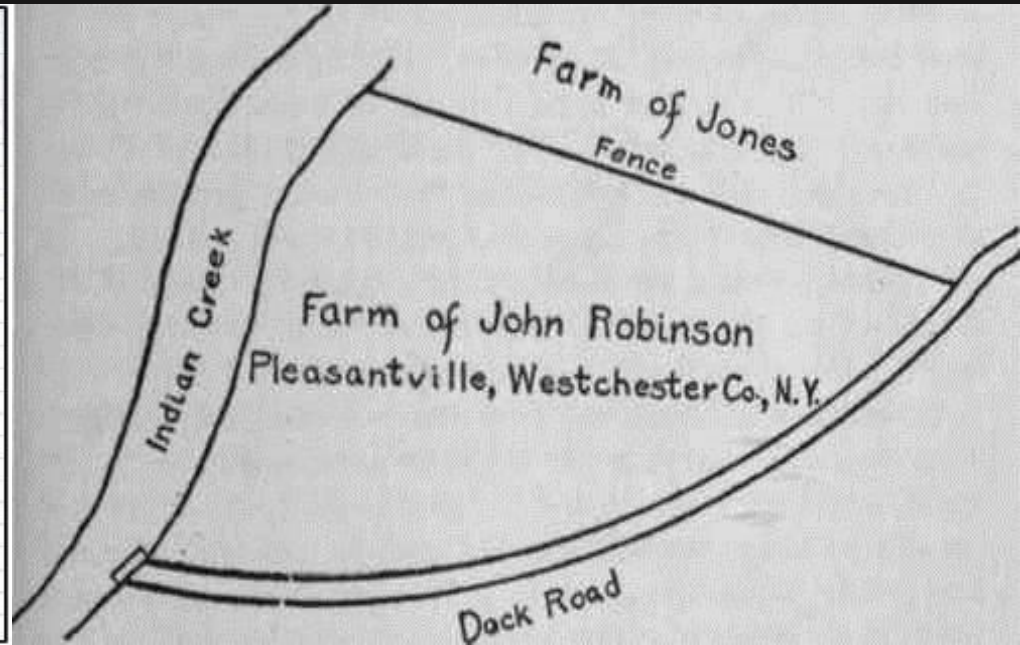 Farm of Jones
Fence
Indian Creek
Farm of John Robinson
Pleasantville, Westchester Co., N.Y.
Dock Road